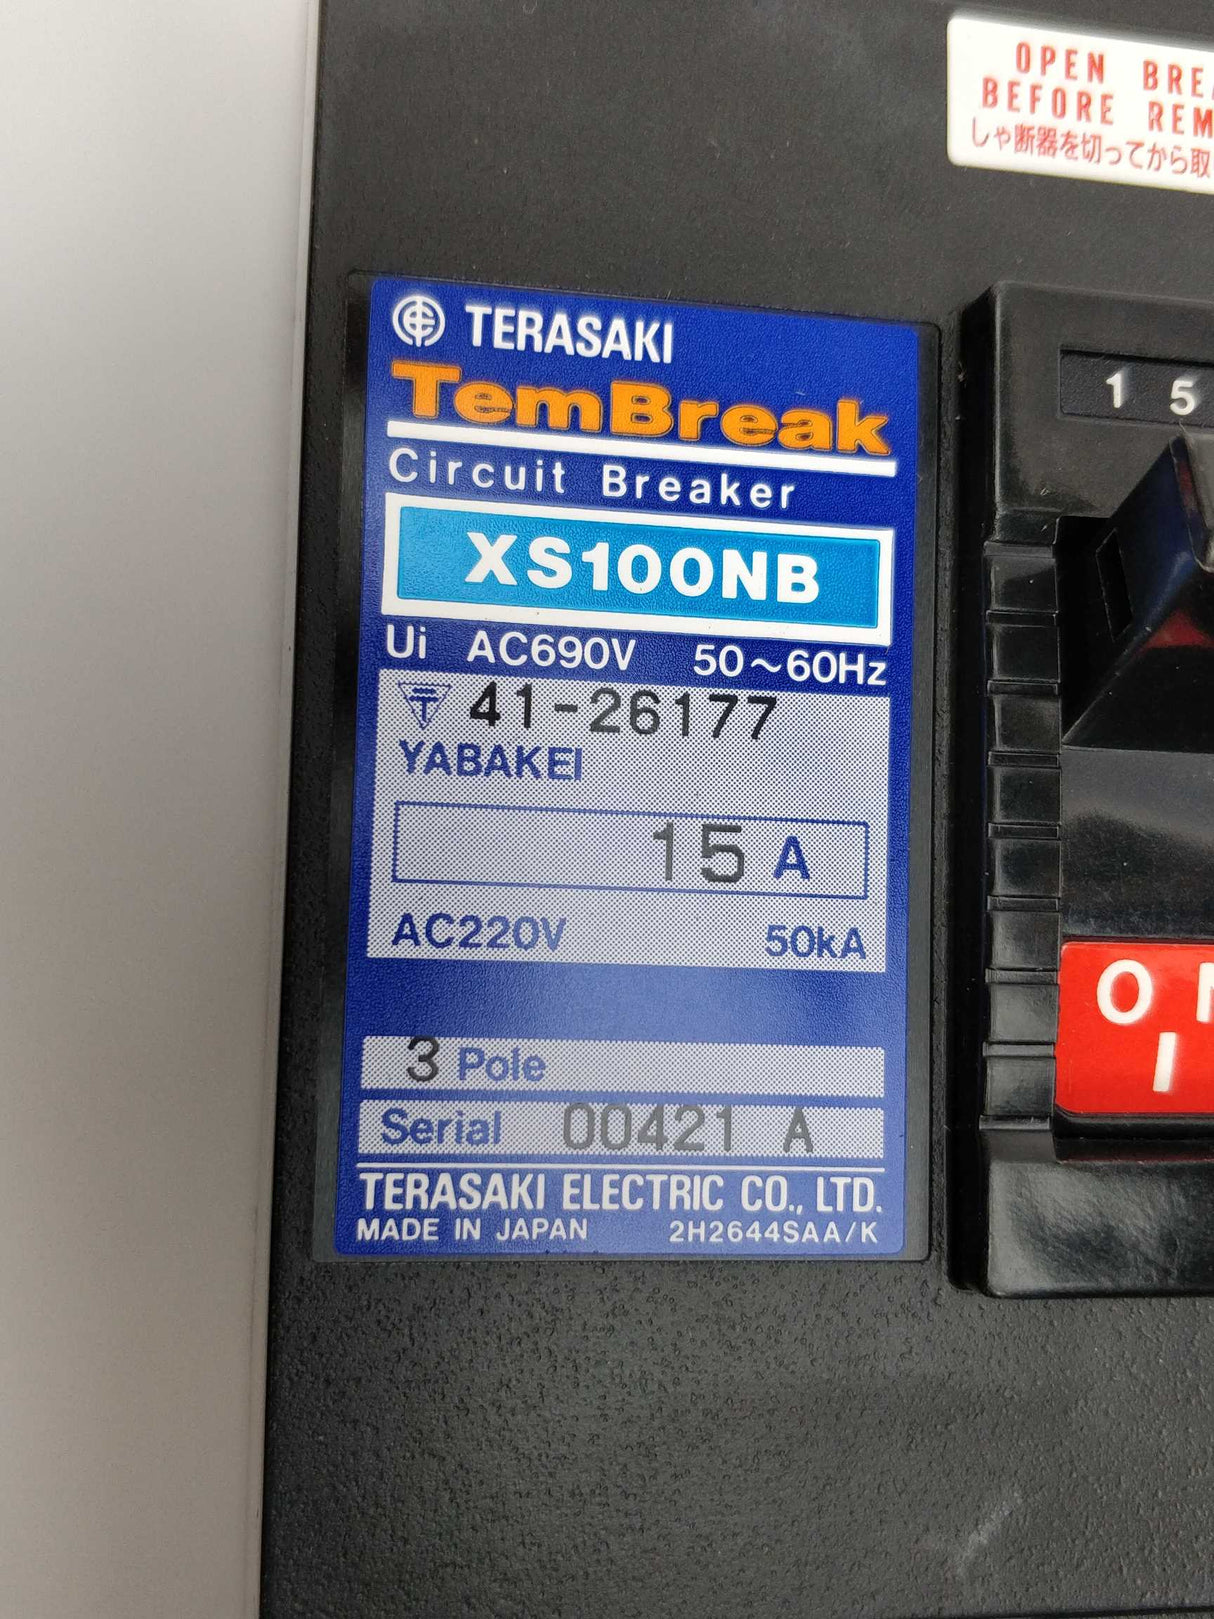 OPEN BREA
BEFORE REM
しゃ断器を切ってから取
TERASAKI
TemBreak
Circuit Breaker
XS100NB
Ui AC690V 50~60Hz
41-26177
YABAKEI
15 A
AC220V 50kA
3 Pole
Serial 00421 A
TERASAKI ELECTRIC CO., LTD.
MADE IN JAPAN 2H2644SAA/K
1 5
O
I